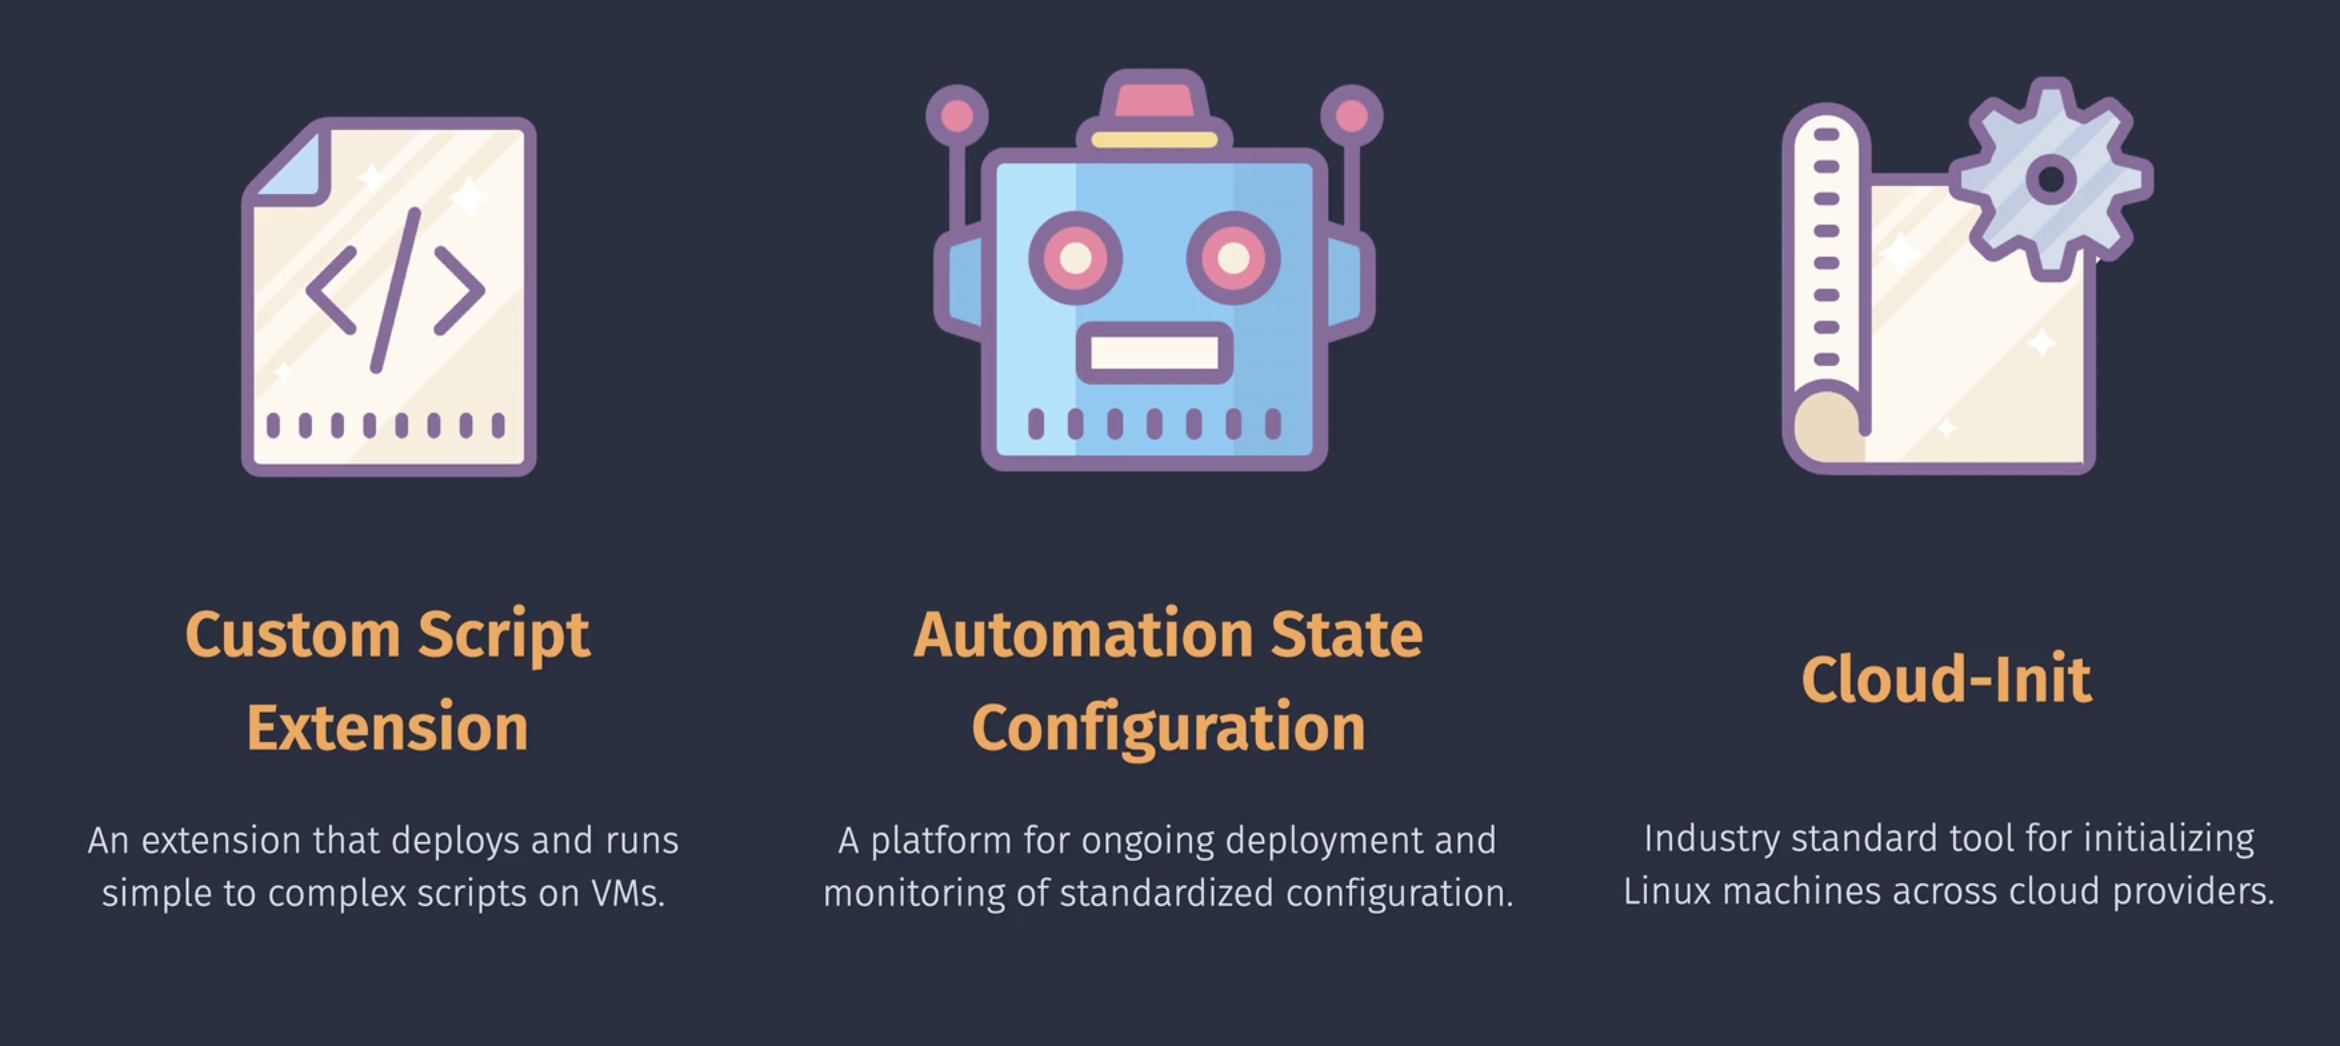 Custom Script
Extension
An extension that deploys and runs
simple to complex scripts on VMs.
Automation State
Configuration
A platform for ongoing deployment and
monitoring of standardized configuration.
Cloud-Init
Industry standard tool for initializing
Linux machines across cloud providers.